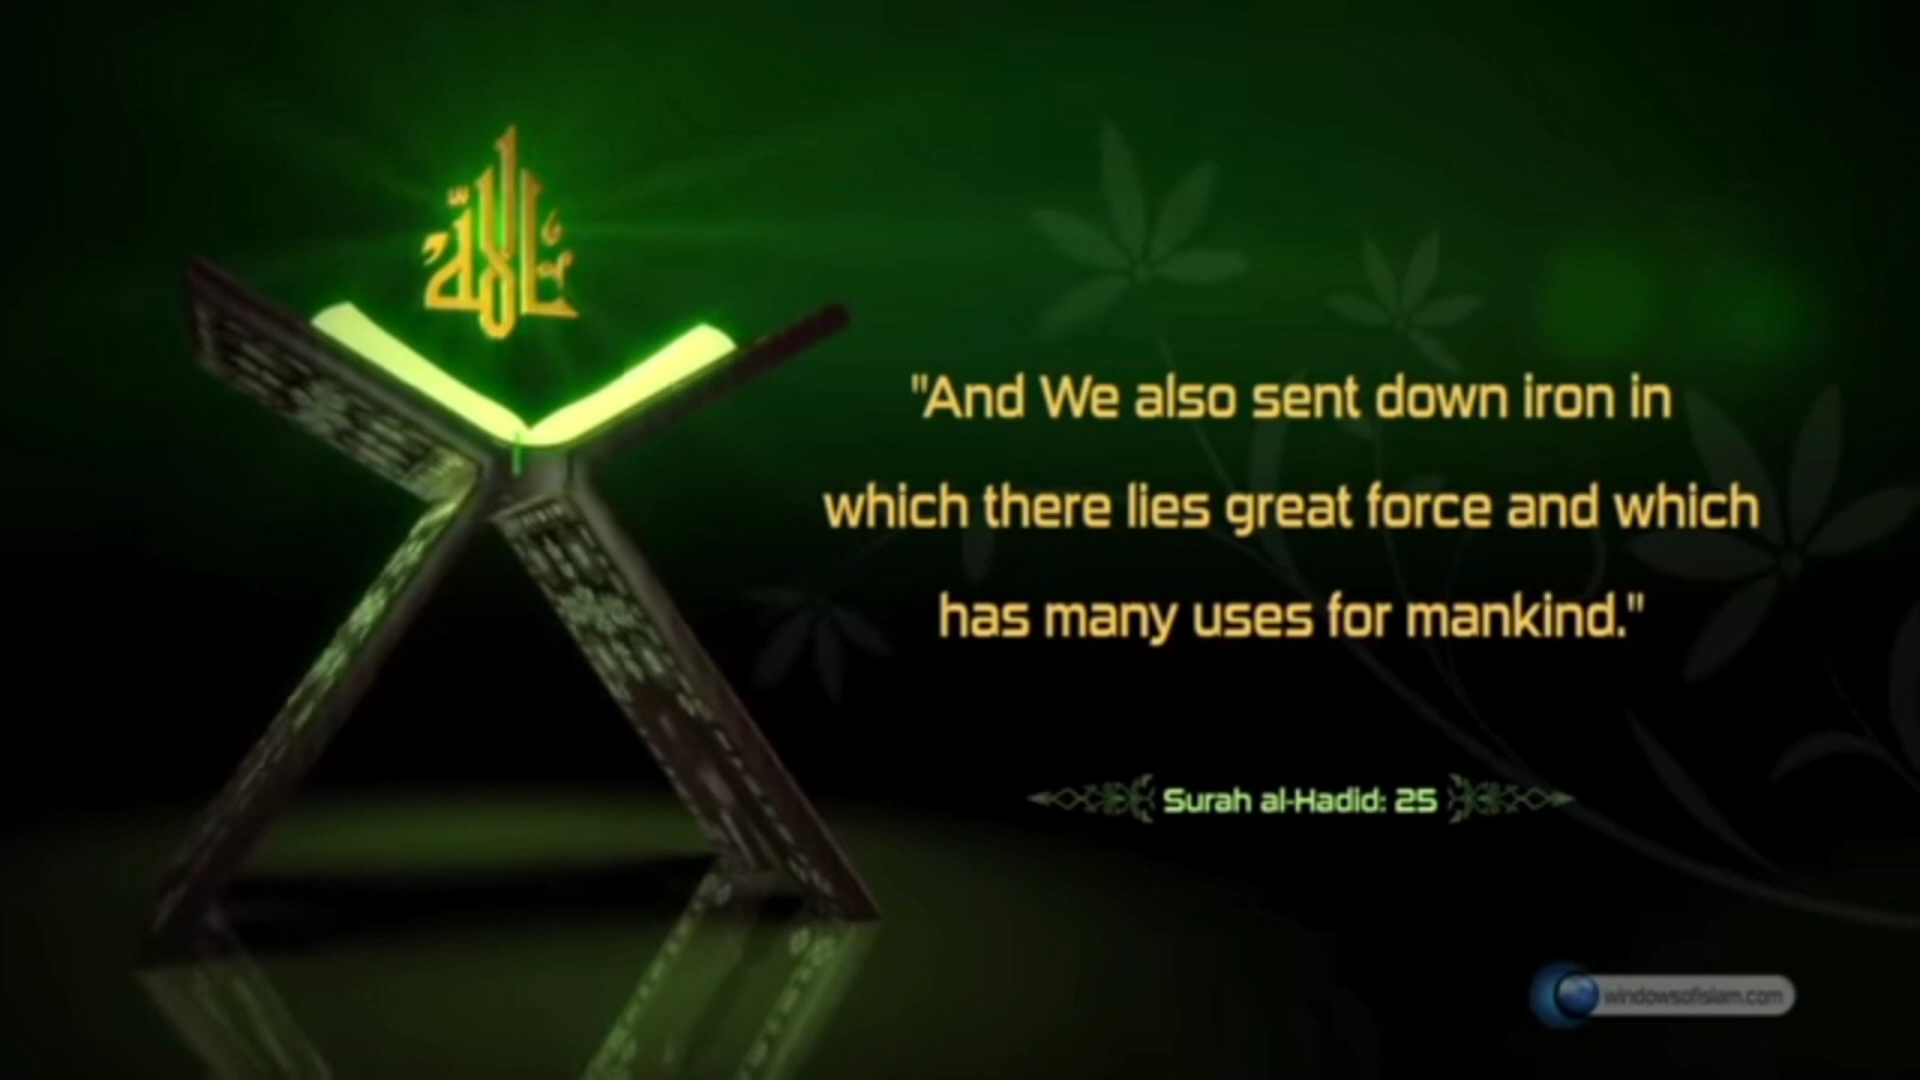 الله
"And We also sent down iron in
which there lies great force and which
has many uses for mankind."
Surah al-Hadid: 25
windowsofislam.com